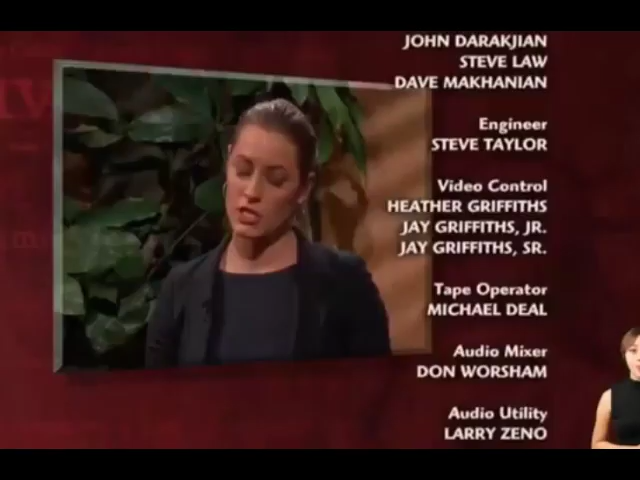 JOHN DARAKJIAN
STEVE LAW
DAVE MAKHANIAN
Engineer
STEVE TAYLOR
Video Control
HEATHER GRIFFITHS
JAY GRIFFITHS, JR.
JAY GRIFFITHS, SR.
Tape Operator
MICHAEL DEAL
Audio Mixer
DON WORSHAM
Audio Utility
LARRY ZENO